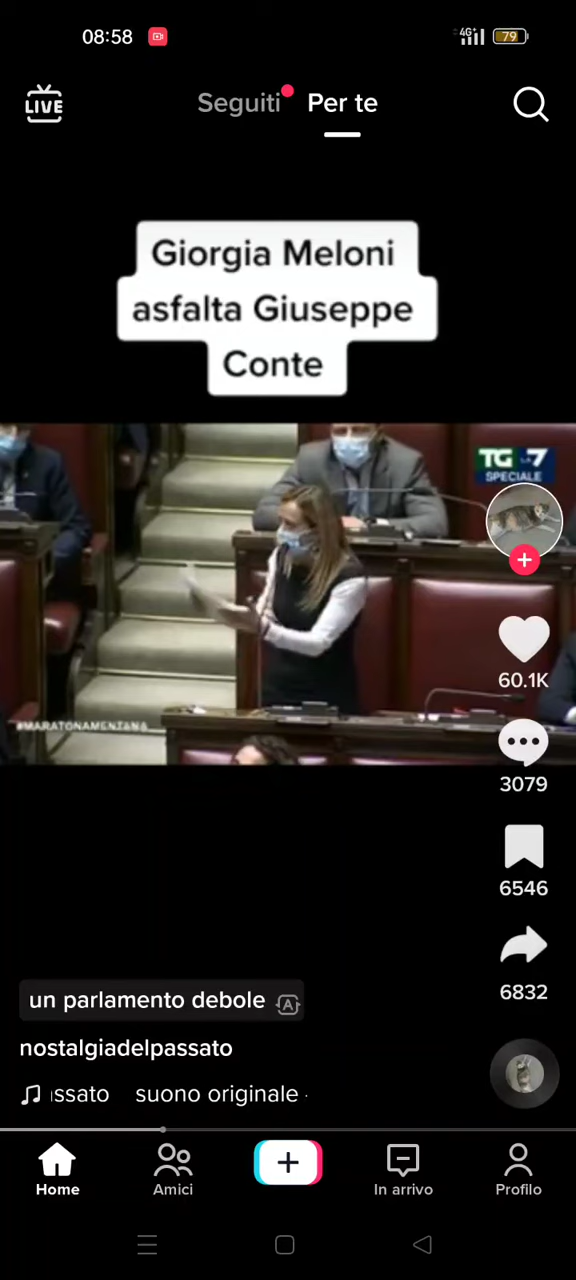 08:58
4G+
79
LIVE
Seguiti
Per te
Giorgia Meloni
asfalta Giuseppe
Conte
TG LA7
SPECIALE
60.1K
#MARATONAMENTANA
3079
6546
6832
un parlamento debole
nostalgiadelpassato
ssato suono originale ·
Home
Amici
In arrivo
Profilo